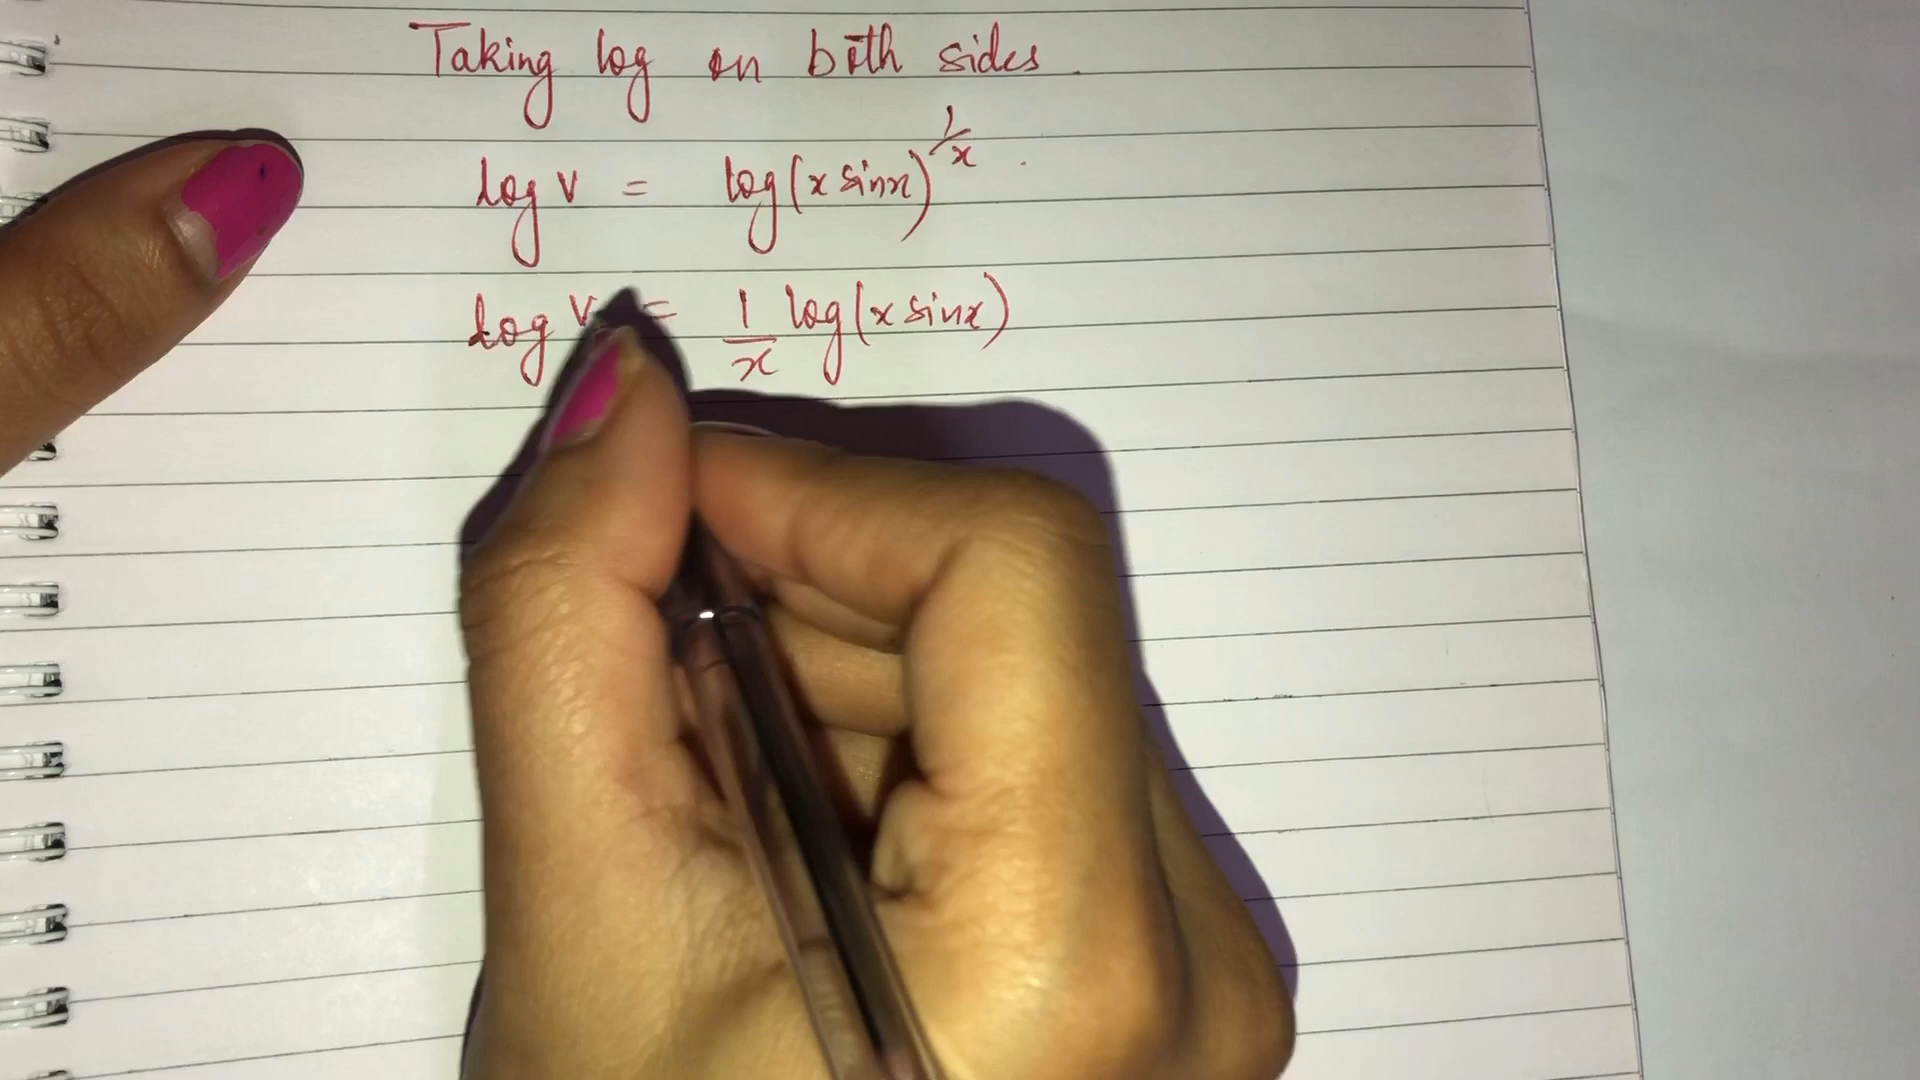 Taking log on both sides.
log v = log(x sinx)^1/x
log v = 1/x log(x sinx)